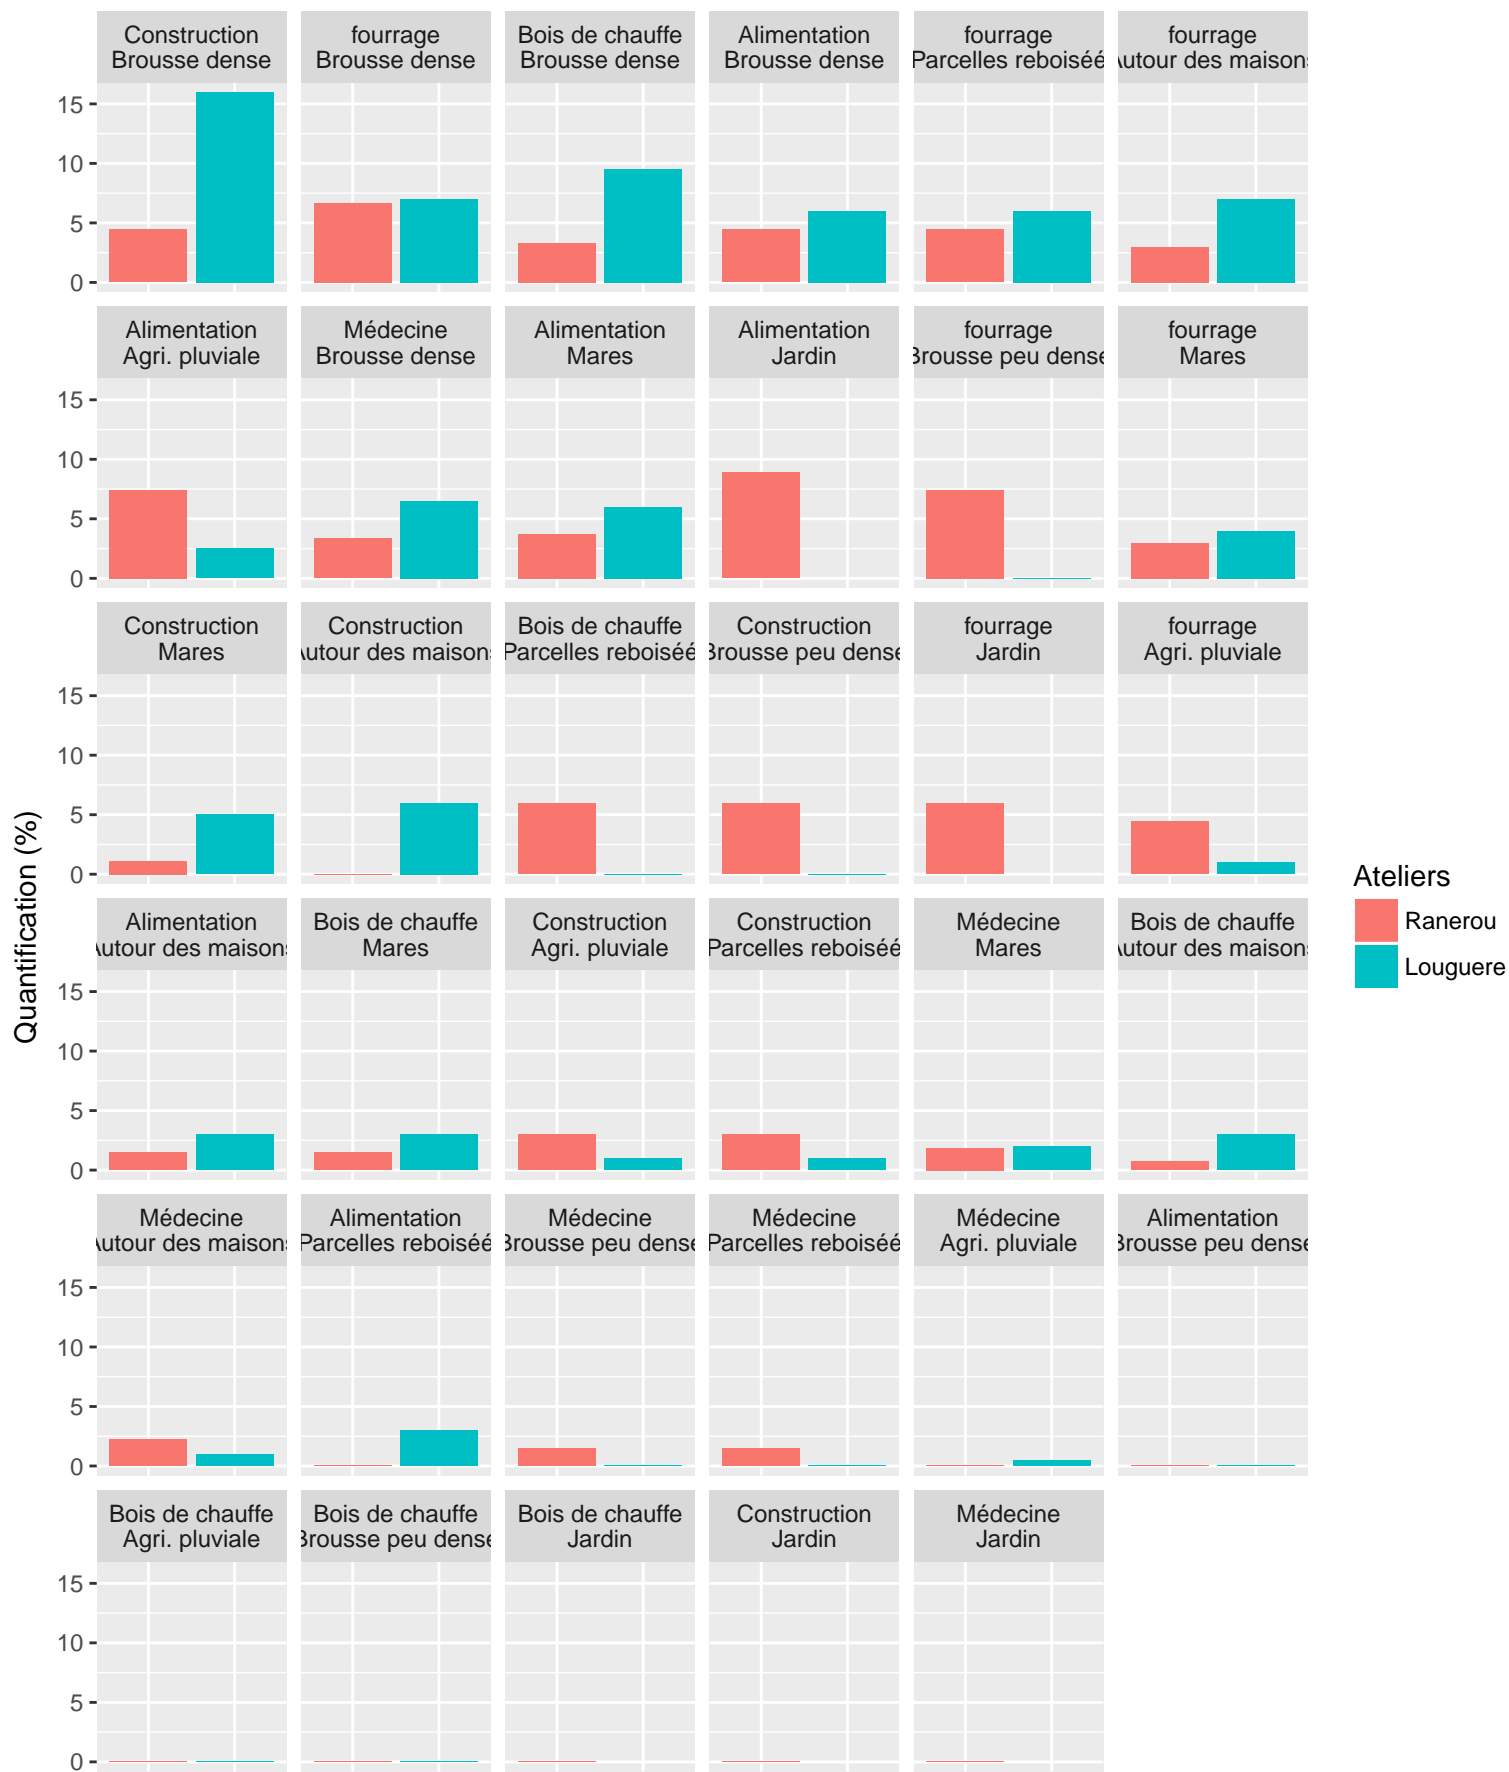 Construction
Brousse dense
fourrage
Brousse dense
Bois de chauffe
Brousse dense
Alimentation
Brousse dense
fourrage
Parcelles reboiséé
fourrage
Autour des maisons
15
10
5
0
Alimentation
Agri. pluviale
Médecine
Brousse dense
Alimentation
Mares
Alimentation
Jardin
fourrage
Brousse peu dense
fourrage
Mares
15
10
5
0
Construction
Mares
Construction
Autour des maisons
Bois de chauffe
Parcelles reboiséé
Construction
Brousse peu dense
fourrage
Jardin
fourrage
Agri. pluviale
15
10
5
0
Quantification (%)
Ateliers
Ranerou
Louguere
Alimentation
Autour des maisons
Bois de chauffe
Mares
Construction
Agri. pluviale
Construction
Parcelles reboiséé
Médecine
Mares
Bois de chauffe
Autour des maisons
15
10
5
0
Médecine
Autour des maisons
Alimentation
Parcelles reboiséé
Médecine
Brousse peu dense
Médecine
Parcelles reboiséé
Médecine
Agri. pluviale
Alimentation
Brousse peu dense
15
10
5
0
Bois de chauffe
Agri. pluviale
Bois de chauffe
Brousse peu dense
Bois de chauffe
Jardin
Construction
Jardin
Médecine
Jardin
15
10
5
0